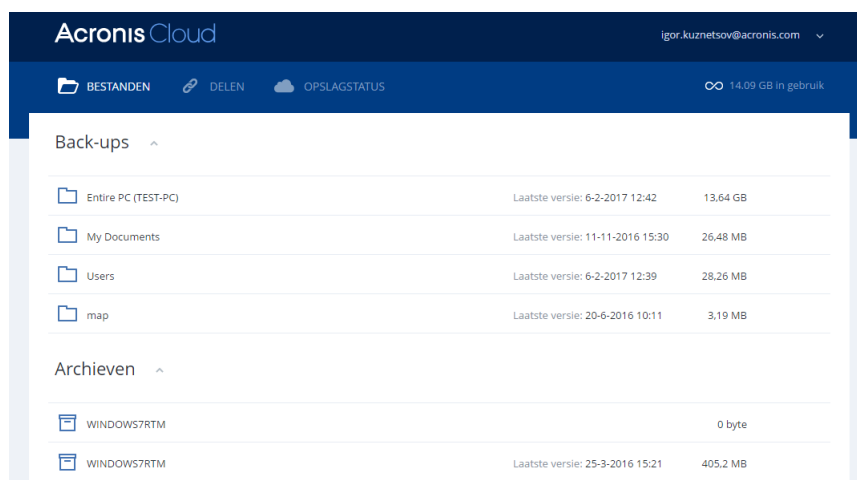 Acronis Cloud
igor.kuznetsov@acronis.com
BESTANDEN DELEN OPSLAGSTATUS 14.09 GB in gebruik
Back-ups
Entire PC (TEST-PC) Laatste versie: 6-2-2017 12:42 13,64 GB
My Documents Laatste versie: 11-11-2016 15:30 26,48 MB
Users Laatste versie: 6-2-2017 12:39 28,26 MB
map Laatste versie: 20-6-2016 10:11 3,19 MB
Archieven
WINDOWS7RTM 0 byte
WINDOWS7RTM Laatste versie: 25-3-2016 15:21 405,2 MB